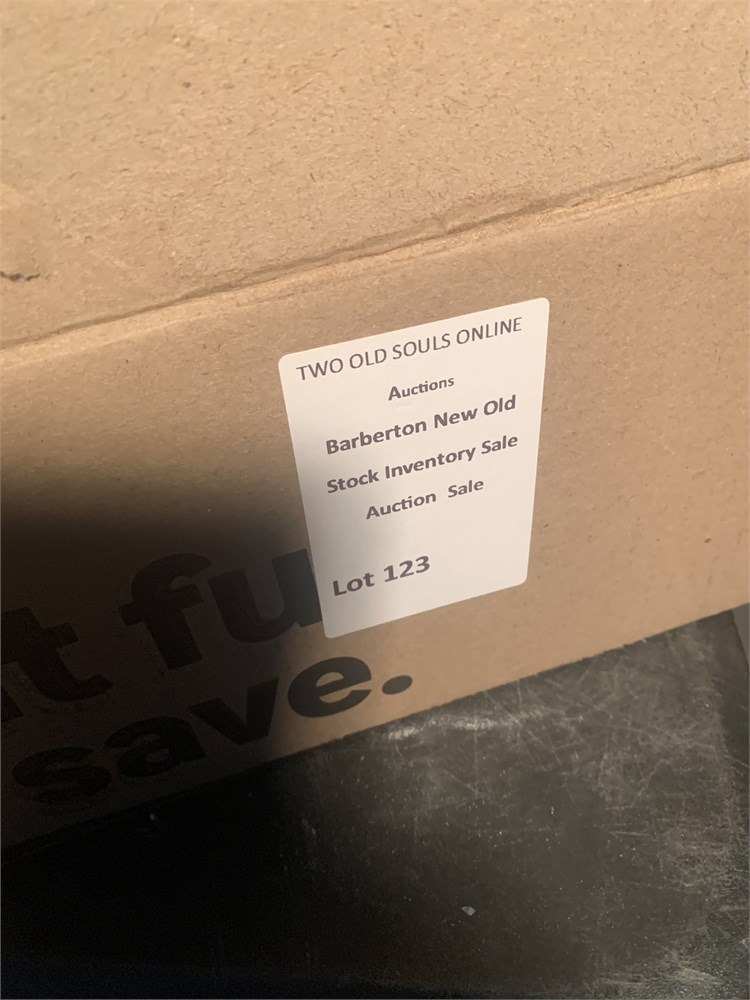 TWO OLD SOULS ONLINE
Auctions
Barberton New Old
Stock Inventory Sale
Auction Sale
Lot 123
save.